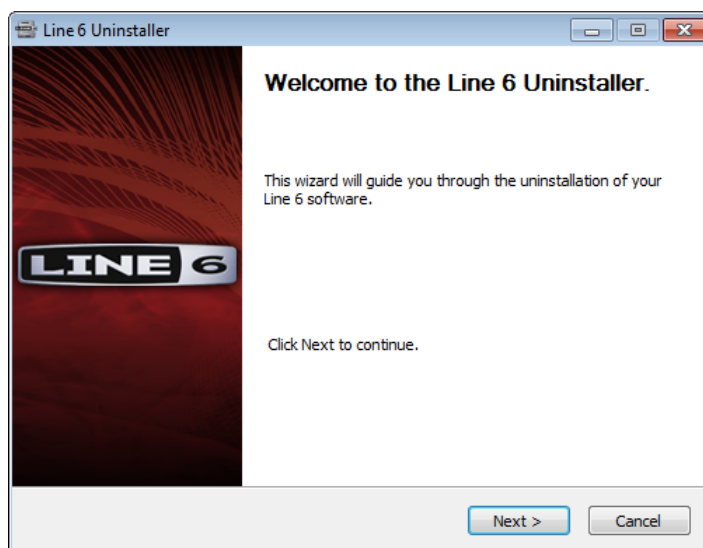 Line 6 Uninstaller
Welcome to the Line 6 Uninstaller.
This wizard will guide you through the uninstallation of your
Line 6 software.
LINE 6
Click Next to continue.
Next >
Cancel